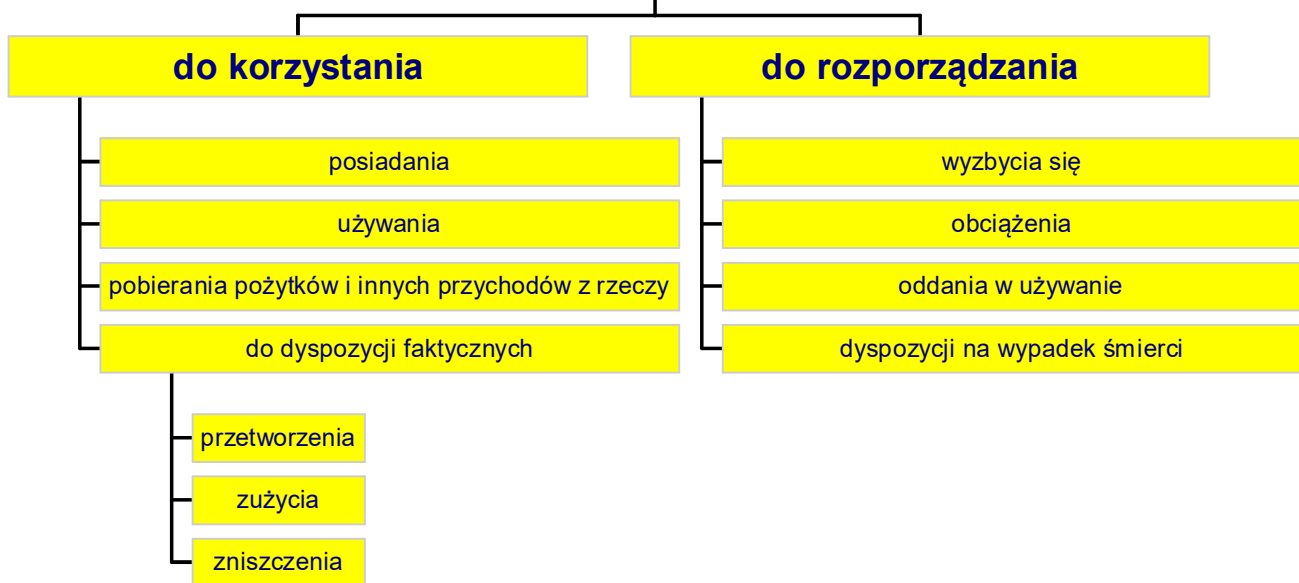 do korzystania
do rozporządzania
posiadania
używania
pobierania pożytków i innych przychodów z rzeczy
do dyspozycji faktycznych
przetworzenia
zużycia
zniszczenia
wyzbycia się
obciążenia
oddania w używanie
dyspozycji na wypadek śmierci